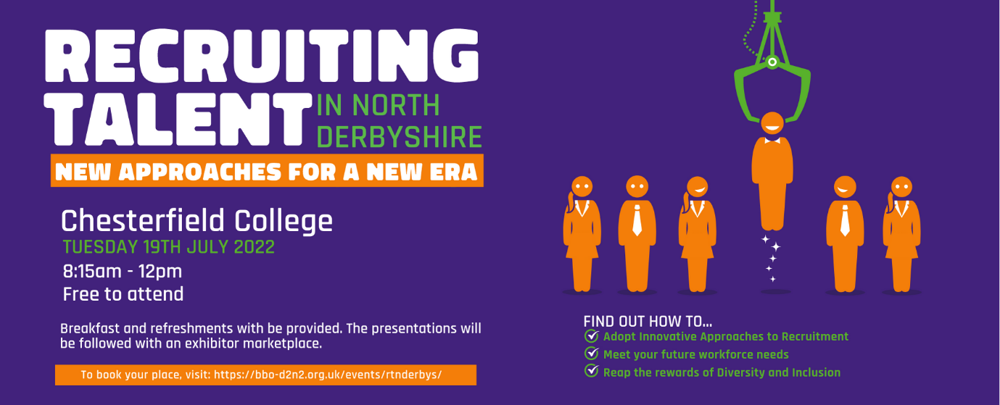 RECRUITING
TALENT IN NORTH
DERBYSHIRE
NEW APPROACHES FOR A NEW ERA
Chesterfield College
TUESDAY 19TH JULY 2022
8:15am - 12pm
Free to attend
Breakfast and refreshments with be provided. The presentations will
be followed with an exhibitor marketplace.
To book your place, visit: https://bbo-d2n2.org.uk/events/rtnderbys/
FIND OUT HOW TO...
Adopt Innovative Approaches to Recruitment
Meet your future workforce needs
Reap the rewards of Diversity and Inclusion